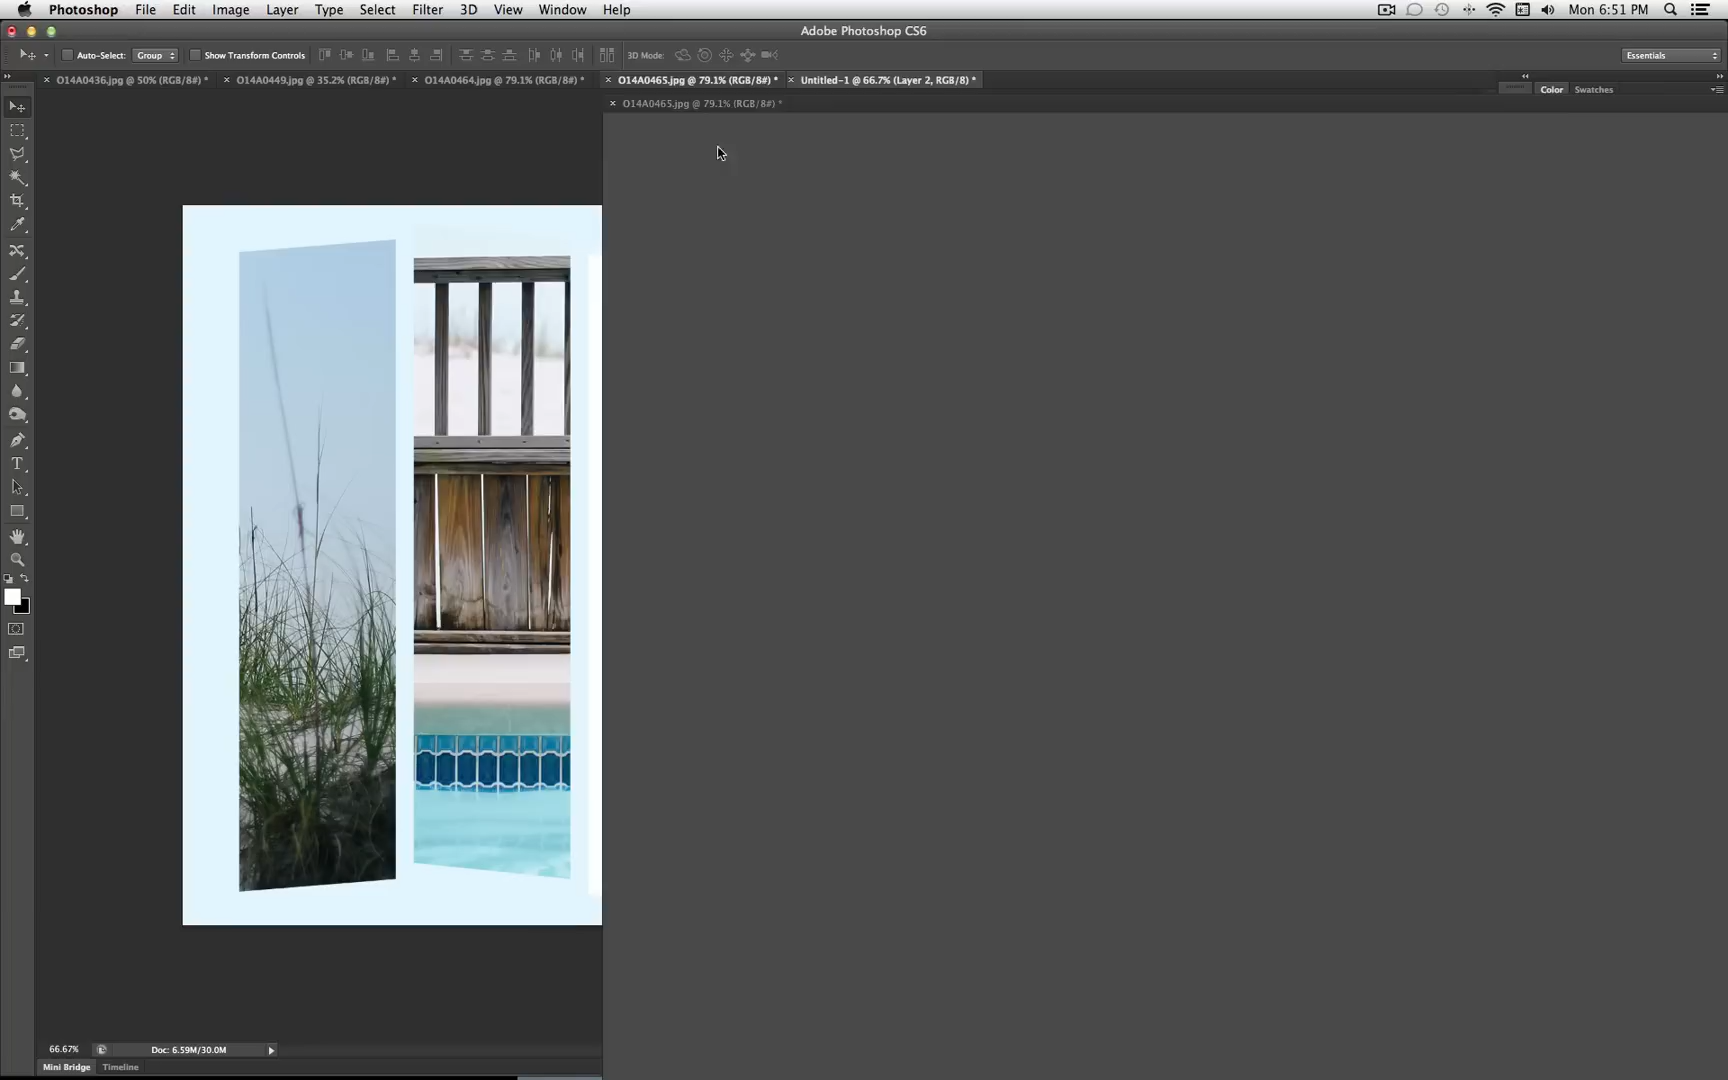 Photoshop File Edit Image Layer Type Select Filter 3D View Window Help Mon 6:51 PM
Adobe Photoshop CS6
Auto-Select: Group Show Transform Controls 3D Mode: Essentials
O14A0436.jpg @ 50% (RGB/8#) * O14A0449.jpg @ 35.2% (RGB/8#) * O14A0464.jpg @ 79.1% (RGB/8#) * O14A0465.jpg @ 79.1% (RGB/8#) * Untitled-1 @ 66.7% (Layer 2, RGB/8) *
Color Swatches
O14A0465.jpg @ 79.1% (RGB/8#) *
66.67% Doc: 6.59M/30.0M
Mini Bridge Timeline